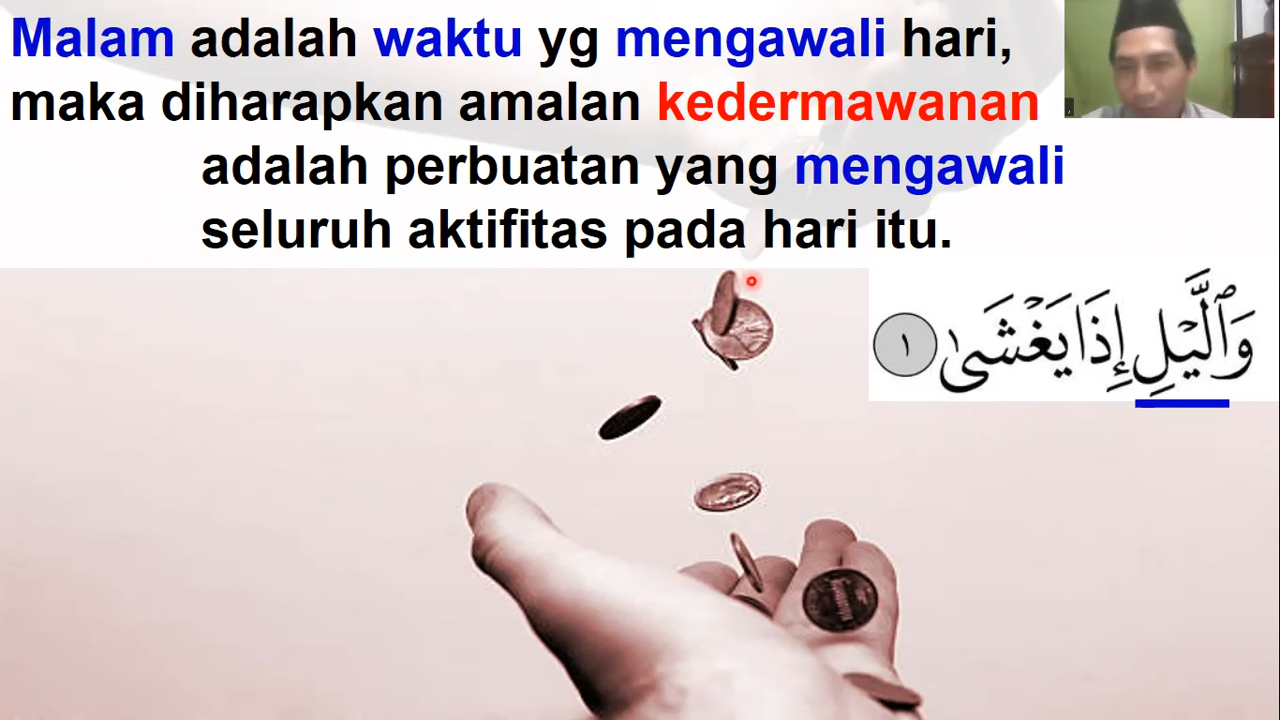 Malam adalah waktu yg mengawali hari,
maka diharapkan amalan kedermawanan
adalah perbuatan yang mengawali
seluruh aktifitas pada hari itu.
وَٱلَّيْلِ إِذَا يَغْشَىٰ ١